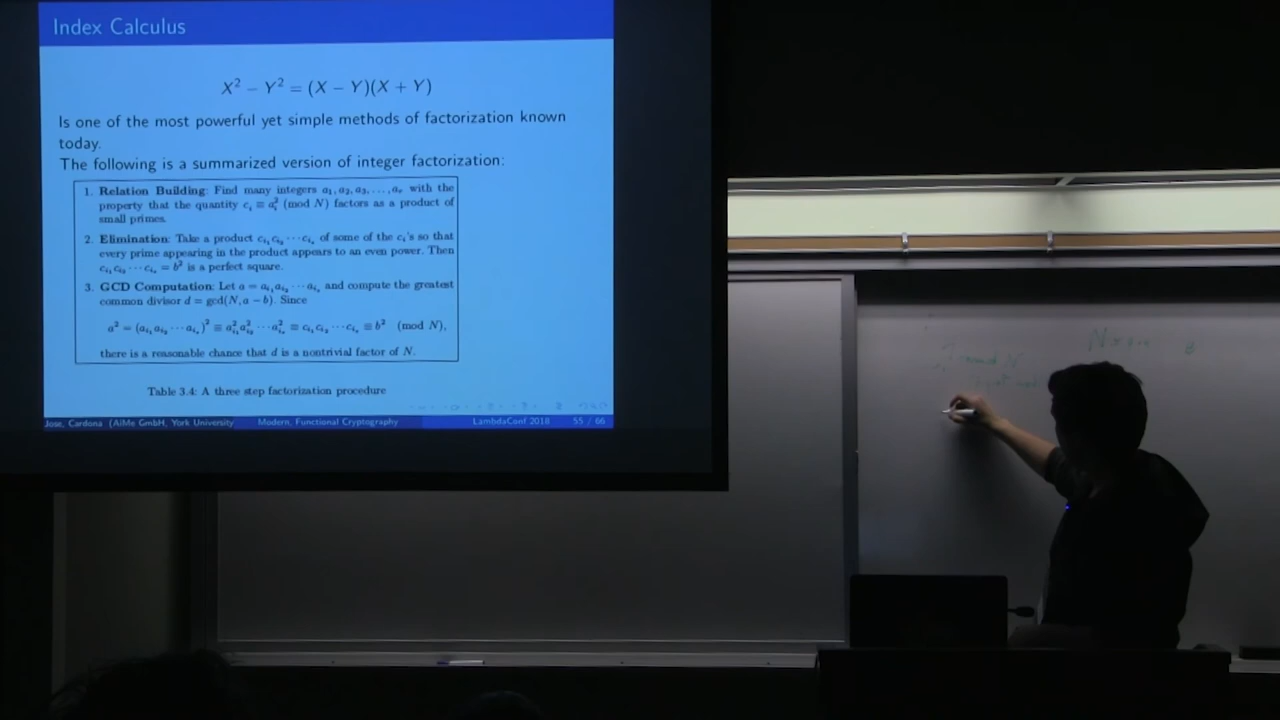 Index Calculus
X² − Y² = (X − Y)(X + Y)
Is one of the most powerful yet simple methods of factorization known
today.
The following is a summarized version of integer factorization:
1. Relation Building: Find many integers a₁, a₂, a₃, . . . , aᵣ with the
property that the quantity cᵢ ≡ aᵢ² (mod N) factors as a product of
small primes.
2. Elimination: Take a product cᵢ₁cᵢ₂ · · · cᵢₛ of some of the cᵢ's so that
every prime appearing in the product appears to an even power. Then
cᵢ₁cᵢ₂ · · · cᵢₛ = b² is a perfect square.
3. GCD Computation: Let a = aᵢ₁aᵢ₂ · · · aᵢₛ and compute the greatest
common divisor d = gcd(N, a − b). Since
a² = (aᵢ₁aᵢ₂ · · · aᵢₛ)² ≡ aᵢ₁²aᵢ₂² · · · aᵢₛ² ≡ cᵢ₁cᵢ₂ · · · cᵢₛ ≡ b² (mod N),
there is a reasonable chance that d is a nontrivial factor of N.
Table 3.4: A three step factorization procedure
Jose, Cardona (AiMe GmbH, York University Modern, Functional Cryptography LambdaConf 2018 55 / 66